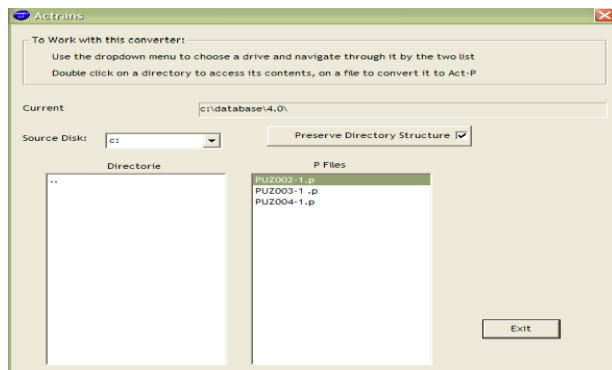 Actrans
To Work with this converter:
Use the dropdown menu to choose a drive and navigate through it by the two list
Double click on a directory to access its contents, on a file to convert it to Act-P
Current
c:\database\4.0\
Source Disk:
c:
Preserve Directory Structure
Directorie
P Files
..
PUZ002-1.p
PUZ003-1 .p
PUZ004-1.p
Exit